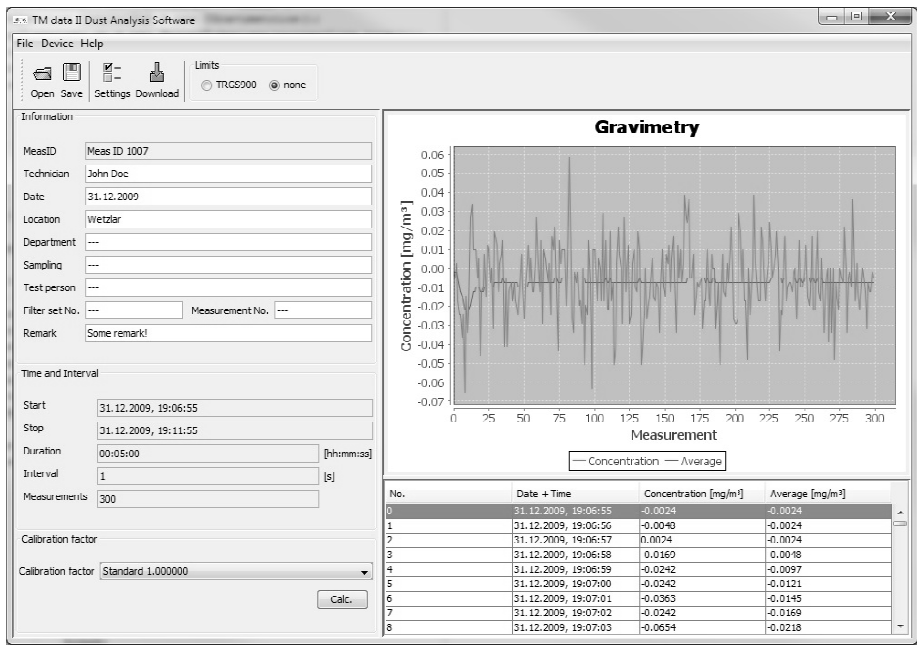 TM data II Dust Analysis Software
File Device Help
Open Save Settings Download
Limits
TRGS900 none
Information
MeasID Meas ID 1007
Technician John Doe
Date 31.12.2009
Location Wetzlar
Department ---
Sampling ---
Test person ---
Filter set No. --- Measurement No. ---
Remark Some remark!
Time and Interval
Start 31.12.2009, 19:06:55
Stop 31.12.2009, 19:11:55
Duration 00:05:00 [hh:mm:ss]
Interval 1 [s]
Measurements 300
Calibration factor
Calibration factor Standard 1.000000
Calc.
Gravimetry
Concentration [mg/m³]
0.06
0.05
0.04
0.03
0.02
0.01
0.00
-0.01
-0.02
-0.03
-0.04
-0.05
-0.06
-0.07
0 25 50 75 100 125 150 175 200 225 250 275 300
Measurement
Concentration Average
No. Date + Time Concentration [mg/m³] Average [mg/m³]
0 31.12.2009, 19:06:55 -0.0024 -0.0024
1 31.12.2009, 19:06:56 -0.0048 -0.0024
2 31.12.2009, 19:06:57 0.0024 -0.0024
3 31.12.2009, 19:06:58 0.0169 0.0048
4 31.12.2009, 19:06:59 -0.0242 -0.0097
5 31.12.2009, 19:07:00 -0.0242 -0.0121
6 31.12.2009, 19:07:01 -0.0363 -0.0145
7 31.12.2009, 19:07:02 -0.0242 -0.0169
8 31.12.2009, 19:07:03 -0.0654 -0.0218